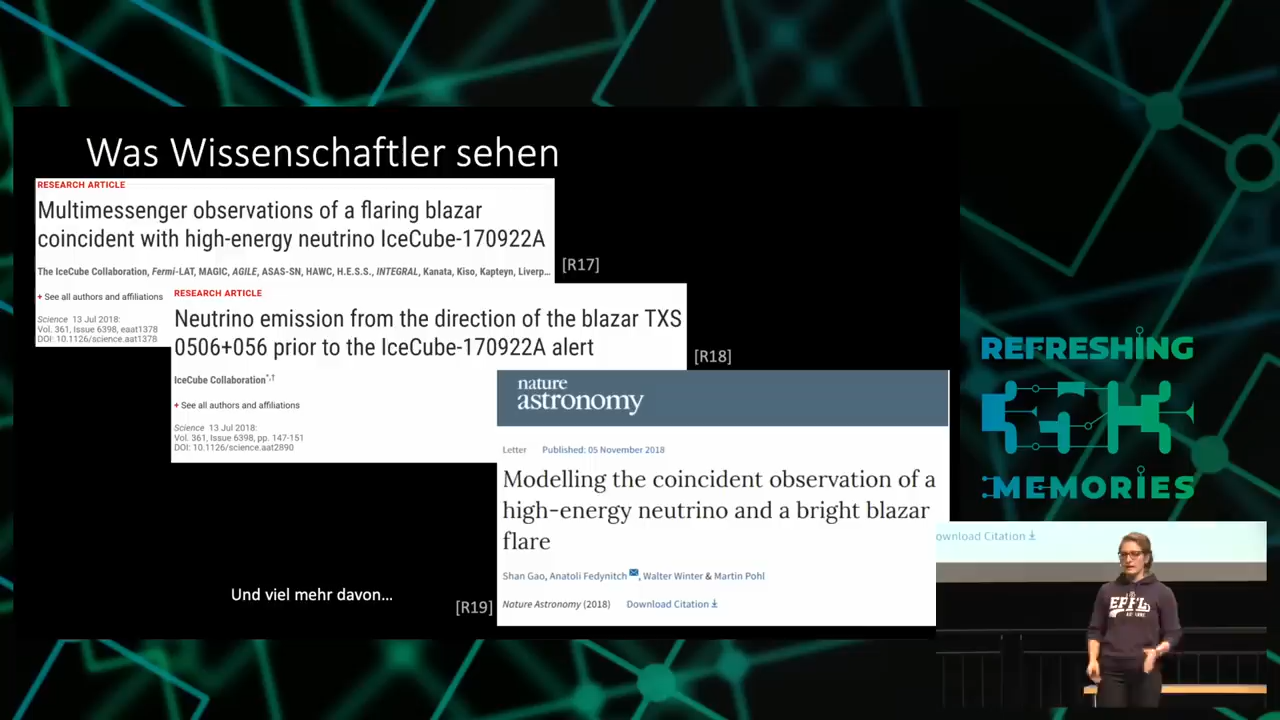 Was Wissenschaftler sehen
RESEARCH ARTICLE
Multimessenger observations of a flaring blazar
coincident with high-energy neutrino IceCube-170922A
The IceCube Collaboration, Fermi-LAT, MAGIC, AGILE, ASAS-SN, HAWC, H.E.S.S., INTEGRAL, Kanata, Kiso, Kapteyn, Liverp...
+ See all authors and affiliations
Science 13 Jul 2018:
Vol. 361, Issue 6398, eaat1378
DOI: 10.1126/science.aat1378
[R17]
RESEARCH ARTICLE
Neutrino emission from the direction of the blazar TXS
0506+056 prior to the IceCube-170922A alert
IceCube Collaboration*,†
+ See all authors and affiliations
Science 13 Jul 2018:
Vol. 361, Issue 6398, pp. 147-151
DOI: 10.1126/science.aat2890
[R18]
nature
astronomy
Letter Published: 05 November 2018
Modelling the coincident observation of a
high-energy neutrino and a bright blazar
flare
Shan Gao, Anatoli Fedynitch, Walter Winter & Martin Pohl
Nature Astronomy (2018) Download Citation
[R19]
Und viel mehr davon...
REFRESHING
MEMORIES
ownload Citation
EPFL